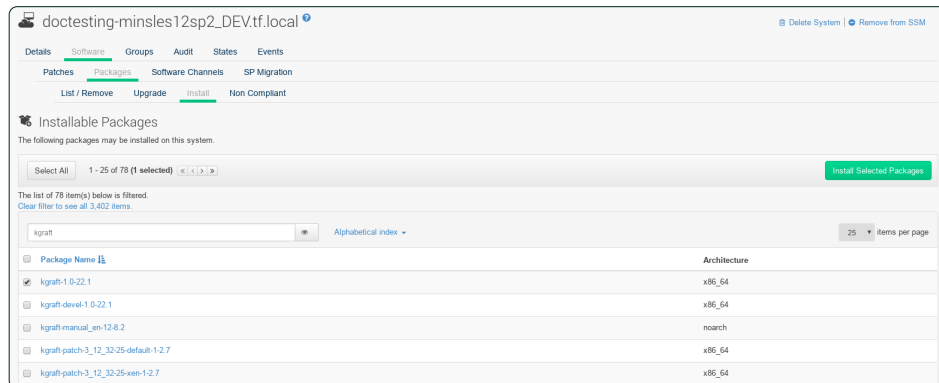 doctesting-minsles12sp2_DEV.tf.local ?
Delete System | Remove from SSM
Details Software Groups Audit States Events
Patches Packages Software Channels SP Migration
List / Remove Upgrade Install Non Compliant
Installable Packages
The following packages may be installed on this system.
Select All 1 - 25 of 78 (1 selected) « < > » Install Selected Packages
The list of 78 item(s) below is filtered.
Clear filter to see all 3,402 items.
kgraft Alphabetical index 25 items per page
Package Name Architecture
kgraft-1.0-22.1 x86_64
kgraft-devel-1.0-22.1 x86_64
kgraft-manual_en-12-8.2 noarch
kgraft-patch-3_12_32-25-default-1-2.7 x86_64
kgraft-patch-3_12_32-25-xen-1-2.7 x86_64